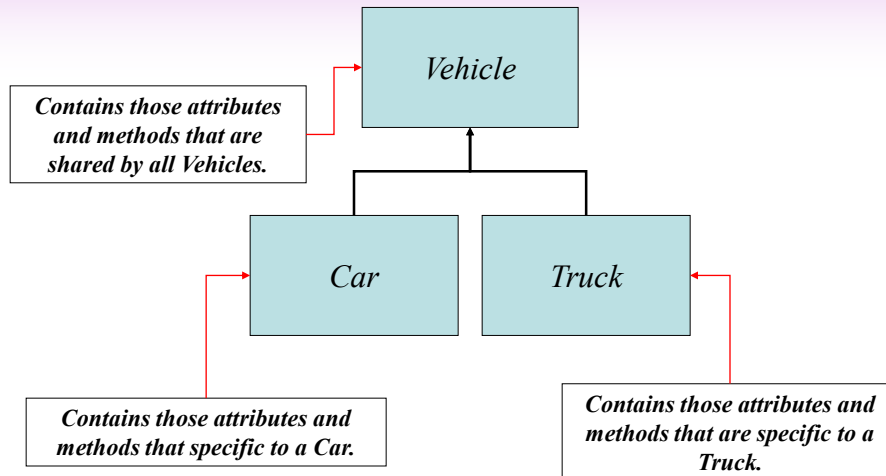 Vehicle
Contains those attributes
and methods that are
shared by all Vehicles.
Car
Truck
Contains those attributes and
methods that specific to a Car.
Contains those attributes and
methods that are specific to a
Truck.